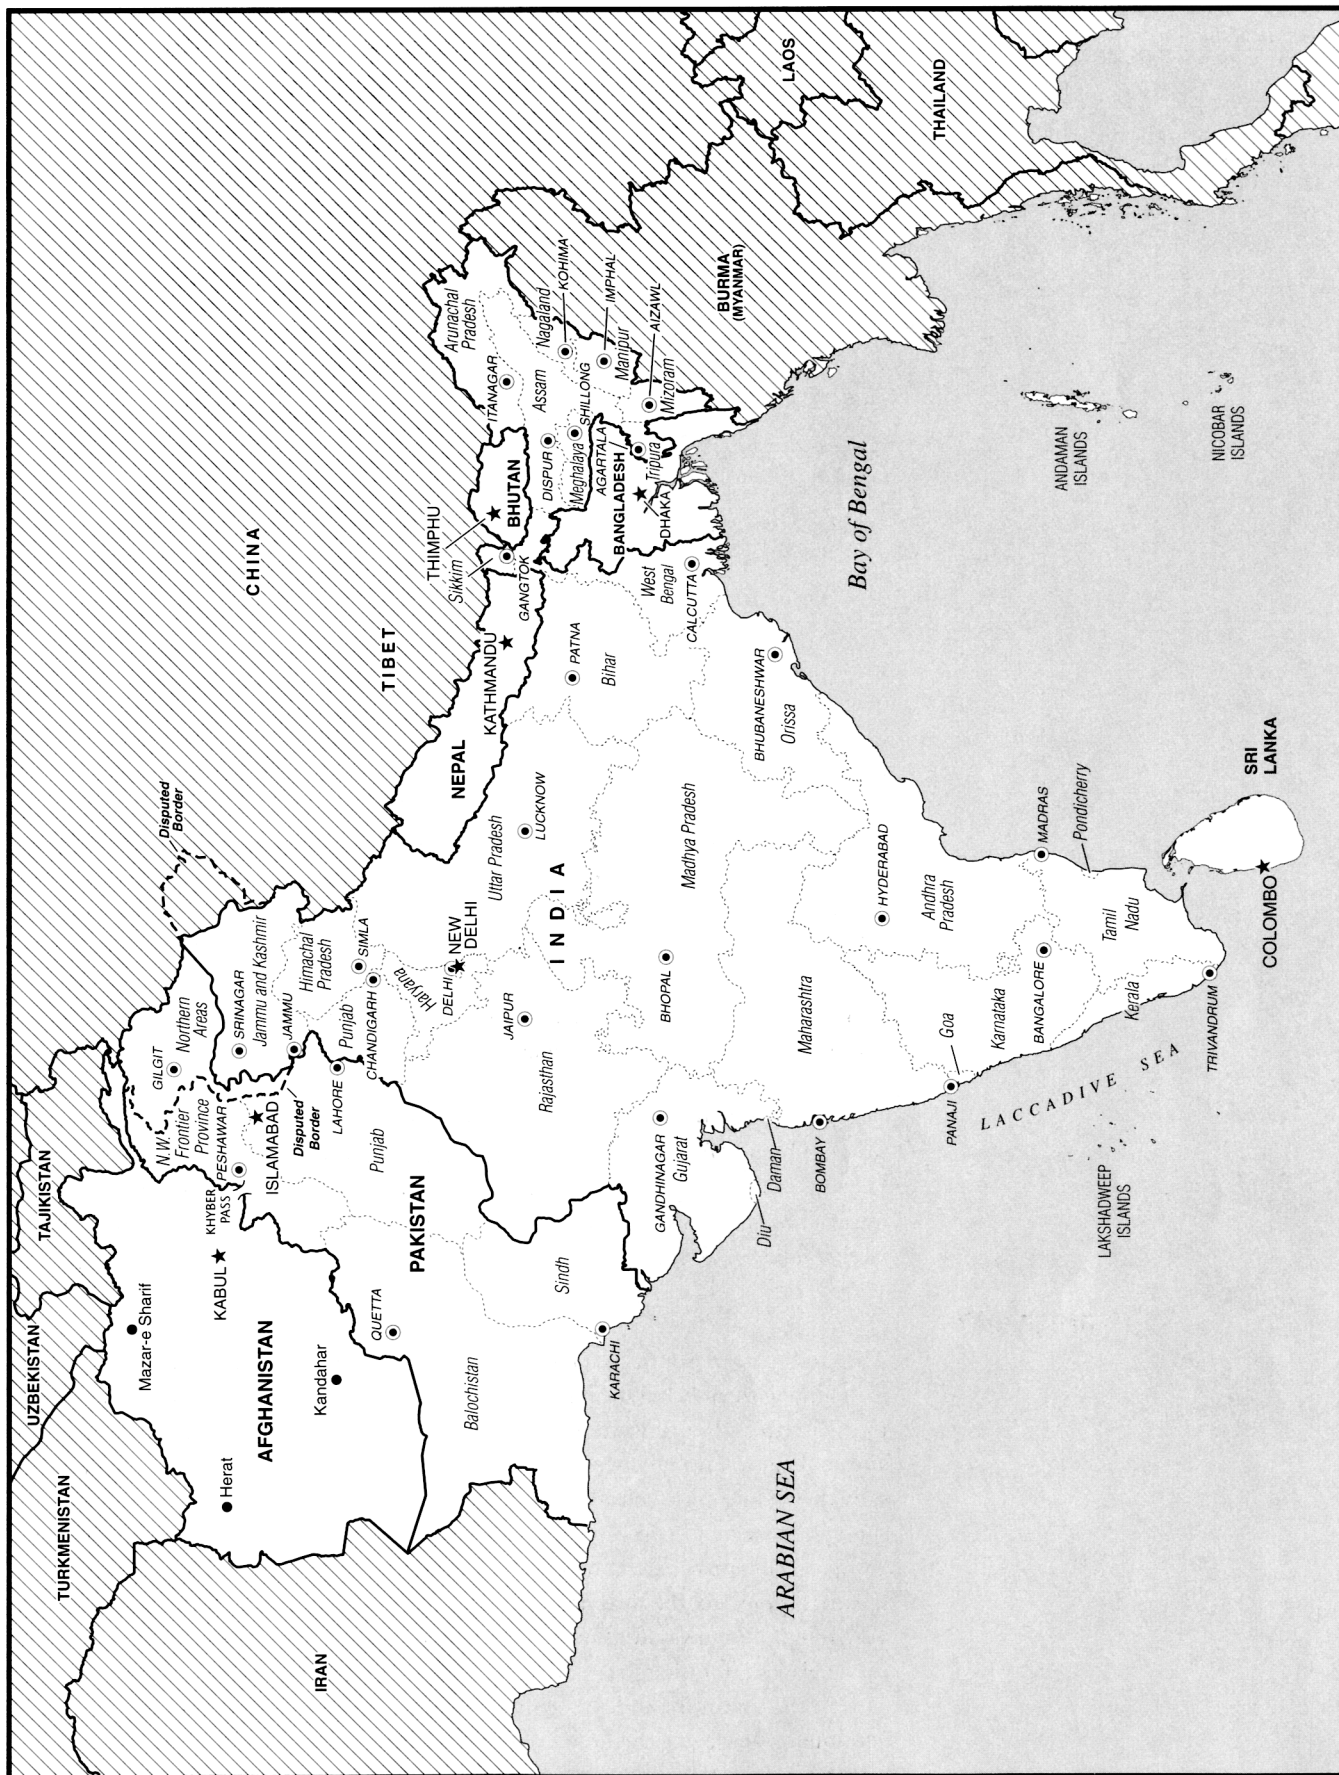 UZBEKISTAN
TAJIKISTAN
TURKMENISTAN
IRAN
Mazar-e Sharif
Herat
KABUL
AFGHANISTAN
Kandahar
KHYBER
PASS
PESHAWAR
N.W.
Frontier
Province
GILGIT
Northern
Areas
Disputed
Border
ISLAMABAD
SRINAGAR
Jammu and Kashmir
JAMMU
Disputed
Border
LAHORE
Punjab
PAKISTAN
QUETTA
Balochistan
Sindh
KARACHI
Himachal
Pradesh
SIMLA
Punjab
CHANDIGARH
Haryana
DELHI
NEW
DELHI
JAIPUR
Rajasthan
Uttar Pradesh
LUCKNOW
INDIA
CHINA
TIBET
NEPAL
KATHMANDU
Sikkim
GANGTOK
THIMPHU
BHUTAN
Arunachal
Pradesh
ITANAGAR
DISPUR
Assam
Nagaland
KOHIMA
Meghalaya
SHILLONG
IMPHAL
Manipur
AIZAWL
Mizoram
AGARTALA
Tripura
BANGLADESH
DHAKA
PATNA
Bihar
West
Bengal
CALCUTTA
GANDHINAGAR
Gujarat
BHOPAL
Madhya Pradesh
BHUBANESHWAR
Orissa
Diu
Daman
BOMBAY
Maharashtra
HYDERABAD
Andhra
Pradesh
PANAJI
Goa
Karnataka
BANGALORE
MADRAS
Pondicherry
Tamil
Nadu
Kerala
TRIVANDRUM
COLOMBO
SRI
LANKA
ARABIAN SEA
LACCADIVE SEA
LAKSHADWEEP
ISLANDS
Bay of Bengal
ANDAMAN
ISLANDS
NICOBAR
ISLANDS
BURMA
(MYANMAR)
LAOS
THAILAND